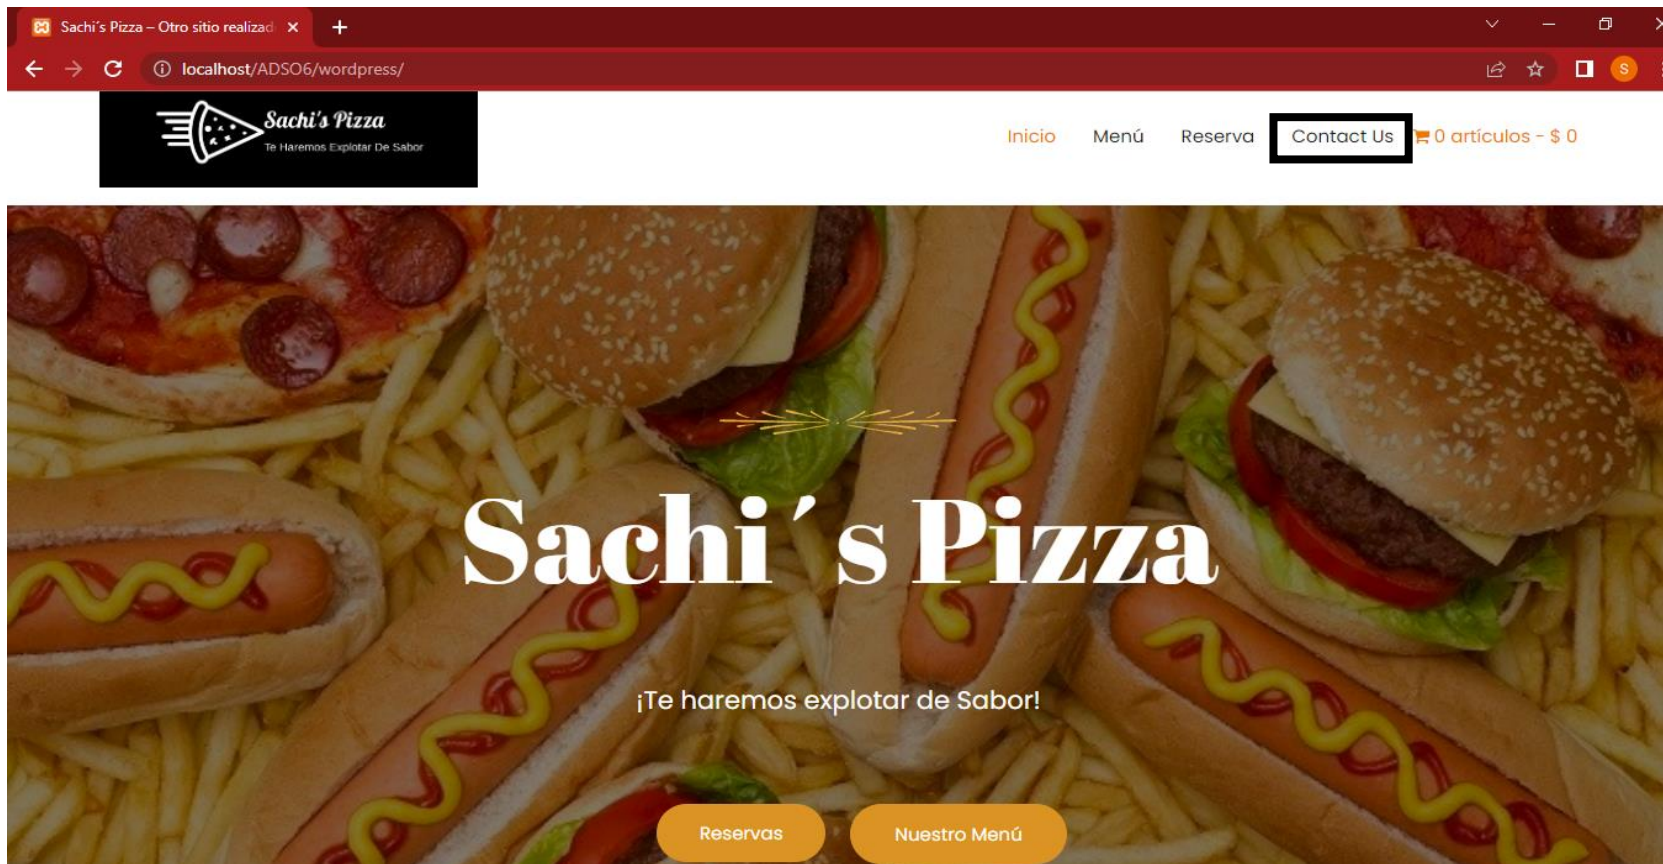 Sachi´s Pizza – Otro sitio realizad
localhost/ADSO6/wordpress/
S
Sachi's Pizza
Te Haremos Explotar De Sabor
Inicio Menú Reserva Contact Us 0 artículos - $ 0
Sachi´s Pizza
¡Te haremos explotar de Sabor!
Reservas Nuestro Menú